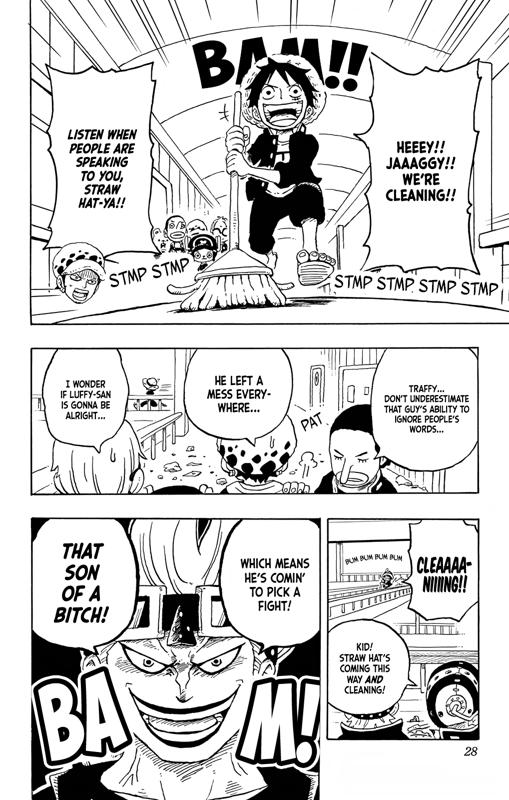 BAM!!
HEEEY!!
JAAAGGY!!
WE'RE
CLEANING!!
LISTEN WHEN
PEOPLE ARE
SPEAKING
TO YOU,
STRAW
HAT-YA!!
STMP STMP
STMP STMP STMP STMP
TRAFFY...
DON'T UNDERESTIMATE
THAT GUY'S ABILITY TO
IGNORE PEOPLE'S
WORDS...
PAT
HE LEFT A
MESS EVERY-
WHERE...
I WONDER
IF LUFFY-SAN
IS GONNA BE
ALRIGHT...
BUM BUM BUM BUM
CLEAAAA-
NIIIIING!!
KID!
STRAW HAT'S
COMING THIS
WAY AND
CLEANING!
WHICH MEANS
HE'S COMIN'
TO PICK
A FIGHT!
THAT
SON OF
A BITCH!
BAM!
28